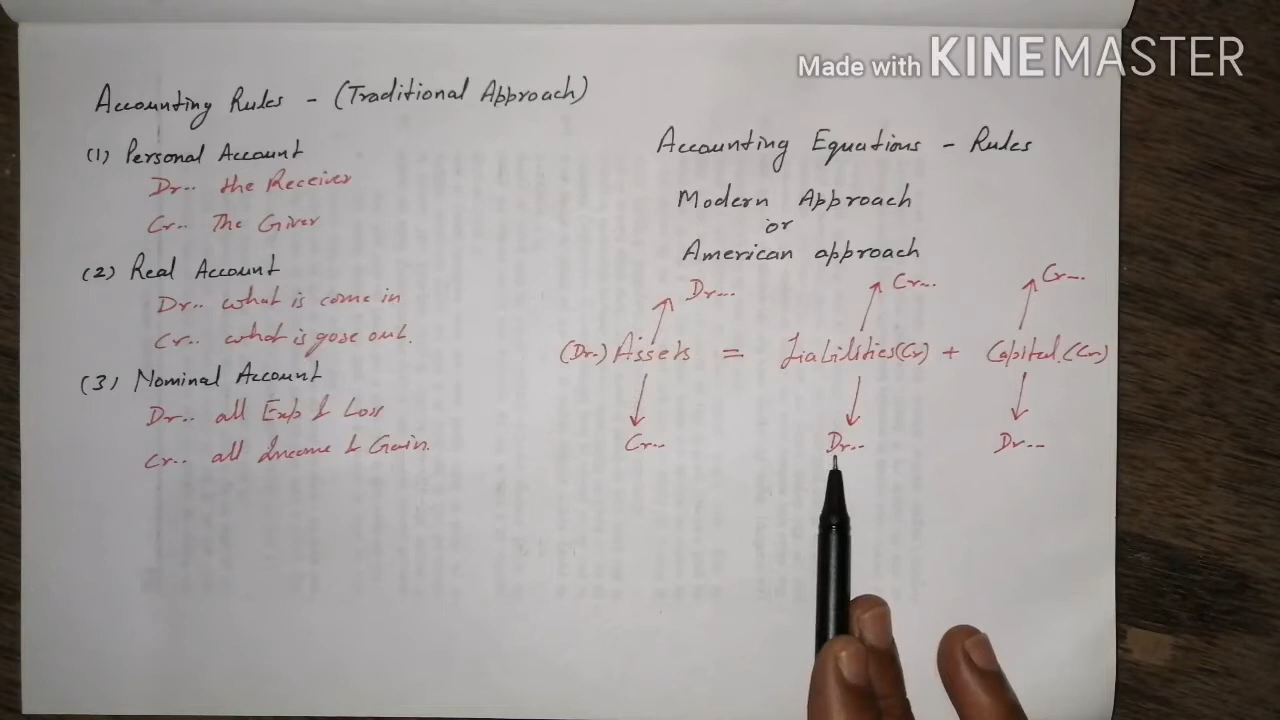 Made with KINEMASTER
Accounting Rules - (Traditional Approach)
(1) Personal Account
Dr.. the Receiver
Cr.. The Giver
(2) Real Account
Dr.. what is come in
Cr.. what is gose out.
(3) Nominal Account
Dr.. all Exp & Loss
Cr.. all Income & Gain.
Accounting Equations - Rules
Modern Approach
or
American approach
Dr... Cr... Cr...
(Dr.) Assets = Liabilities(Cr) + Capital.(Cr)
Cr... Dr... Dr...